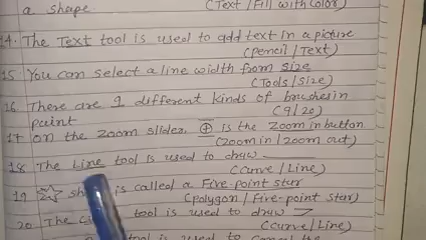 a shape (Text / Fill with color)
14. The Text tool is used to add text in a picture
(pencil / Text)
15 You can select a line width from size
(Tools / size)
16 There are 9 different kinds of brushes in
paint (9 / 20)
17 on the zoom slider, ⊕ is the zoom in button
(zoom in / zoom out)
18 The Line tool is used to draw
(curve / Line)
19 sh is called a Five-point star
(polygon / Five-point star)
20 The tool is used to draw
(curve / Line)
tool is used to cancel the